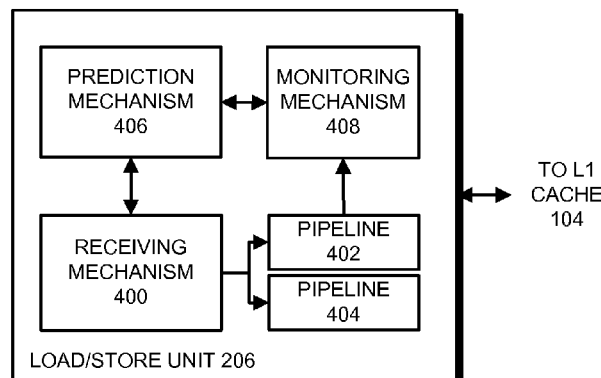 PREDICTION
MECHANISM
406
MONITORING
MECHANISM
408
TO L1
CACHE
104
RECEIVING
MECHANISM
400
PIPELINE
402
PIPELINE
404
LOAD/STORE UNIT 206